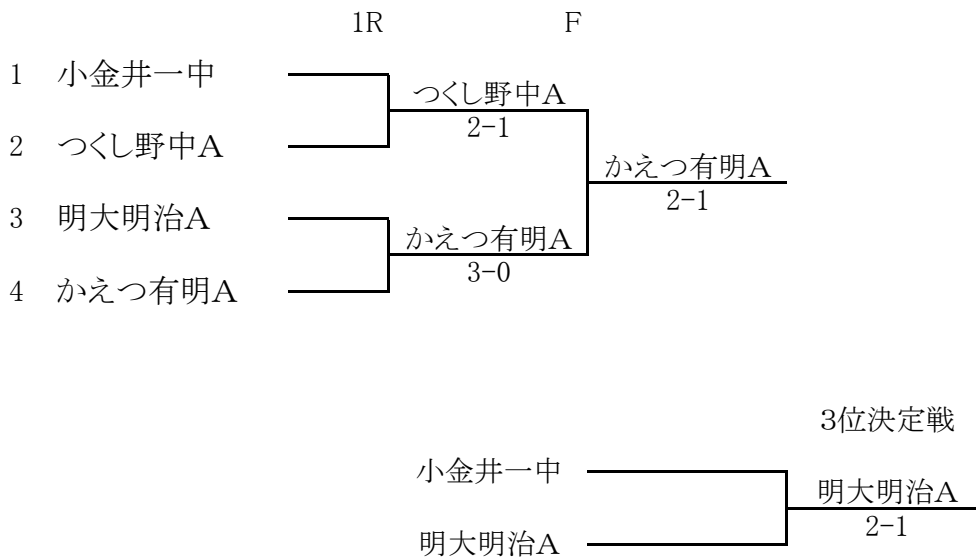 1R F
1 小金井一中
つくし野中A
2-1
2 つくし野中A
かえつ有明A
2-1
3 明大明治A
かえつ有明A
3-0
4 かえつ有明A
3位決定戦
小金井一中
明大明治A
2-1
明大明治A